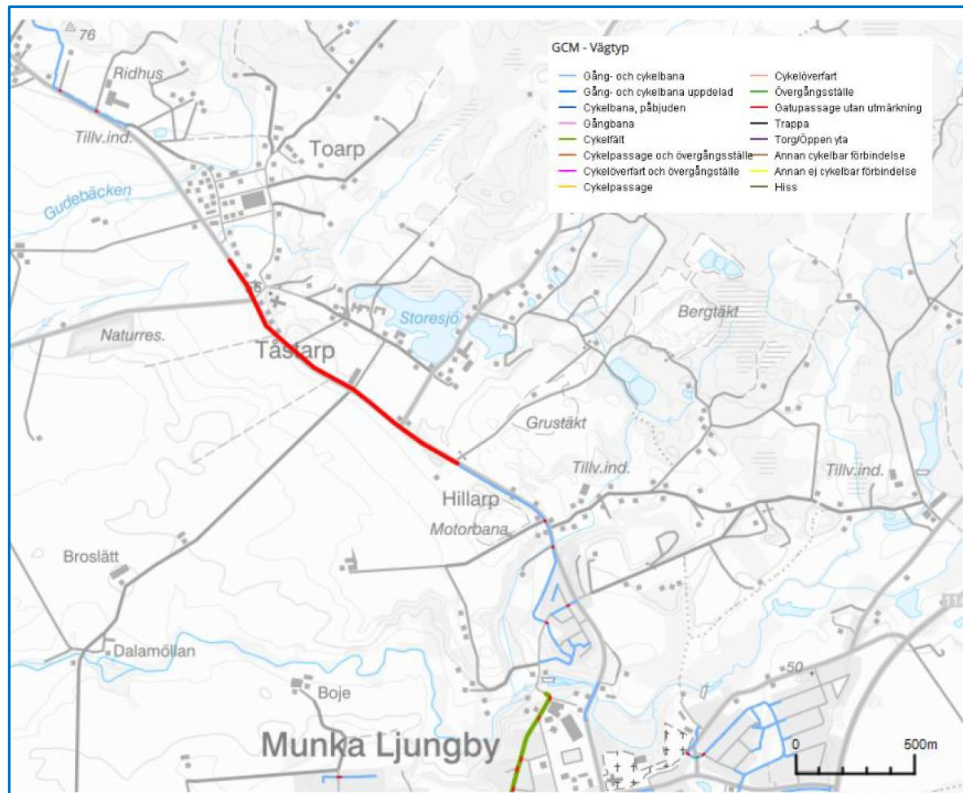 GCM - Vägtyp
Gång- och cykelbana
Gång- och cykelbana uppdelad
Cykelbana, påbjuden
Gångbana
Cykelfält
Cykelpassage och övergångsställe
Cykelöverfart och övergångställe
Cykelpassage
Cykelöverfart
Övergångsställe
Gatupassage utan utmärkning
Trappa
Torg/Öppen yta
Annan cykelbar förbindelse
Annan ej cykelbar förbindelse
Hiss
76
Ridhus
Tillv.ind.
Toarp
Gudebäcken
Storesjö
Naturres.
Tåstarp
Bergtäkt
Grustäkt
Tillv.ind.
Tillv.ind.
Hillarp
Motorbana
Broslätt
Dalamöllan
Boje
50
Munka Ljungby
0 500m